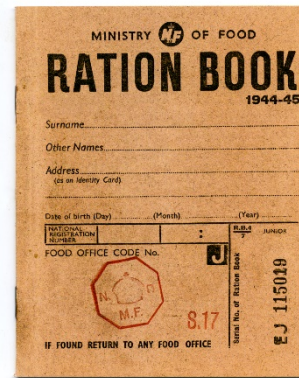 MINISTRY MF OF FOOD
RATION BOOK
1944-45
Surname
Other Names
Address
(as on Identity Card)
Date of birth (Day) (Month) (Year)
NATIONAL REGISTRATION NUMBER : R.B.4 JUNIOR
FOOD OFFICE CODE No. J
N R
M.F.
S.17
IF FOUND RETURN TO ANY FOOD OFFICE
Serial No. of Ration Book
EJ 115019